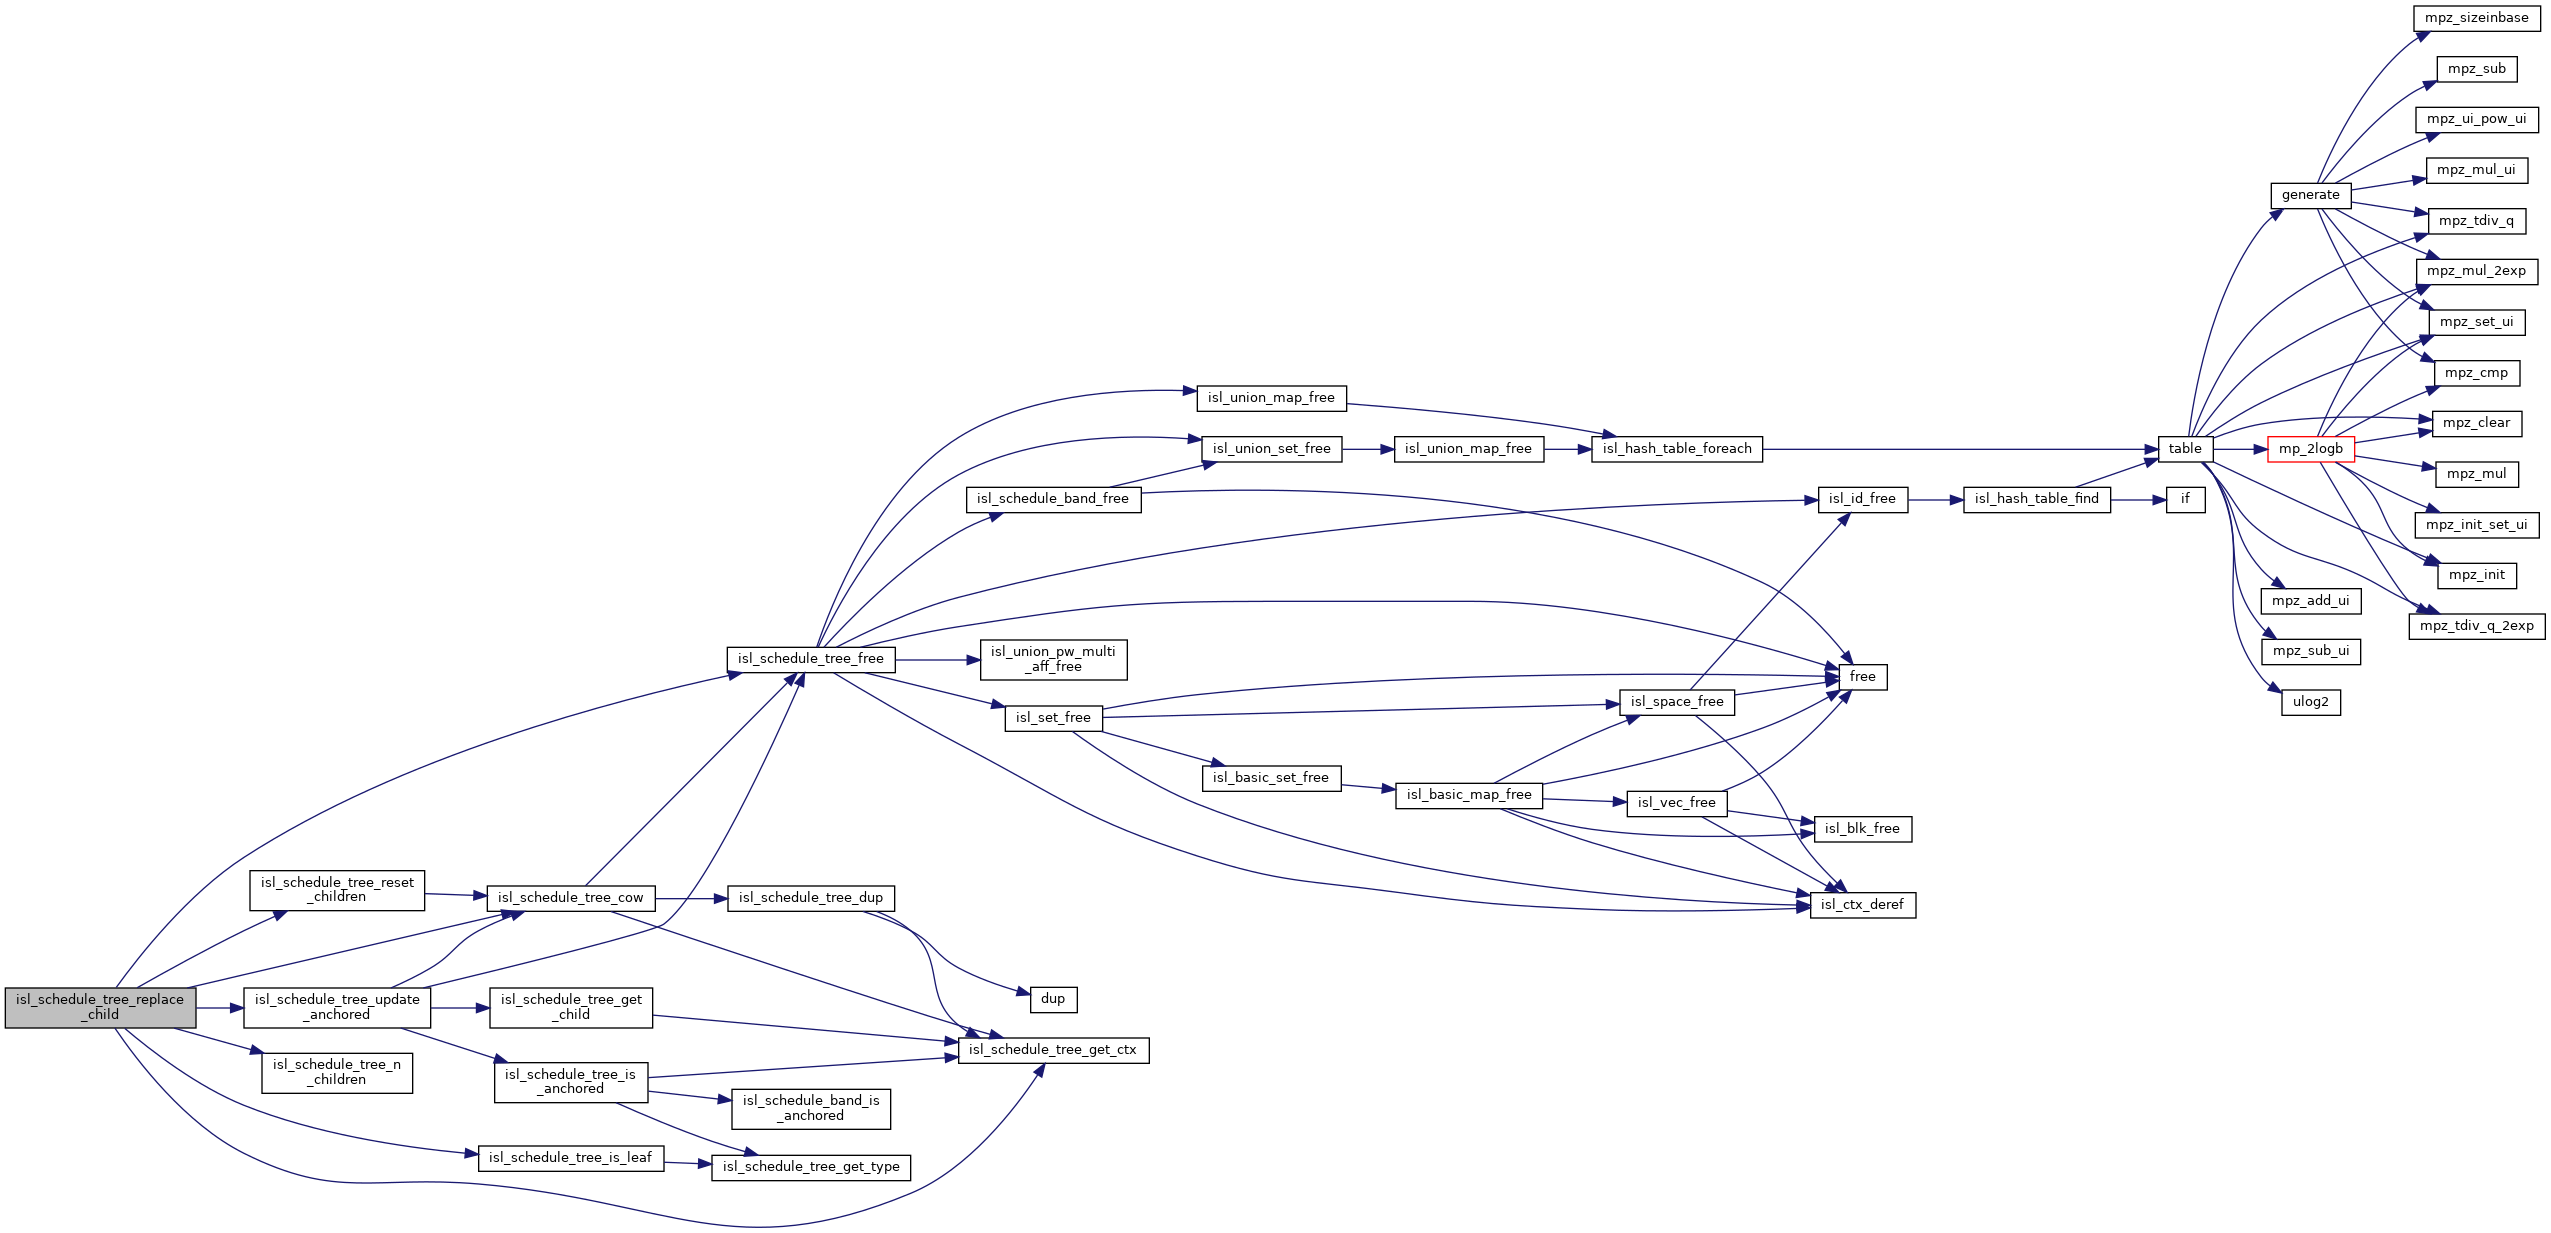 mpz_sizeinbase
mpz_sub
mpz_ui_pow_ui
mpz_mul_ui
generate
mpz_tdiv_q
mpz_mul_2exp
mpz_set_ui
mpz_cmp
isl_union_map_free
mpz_clear
isl_union_set_free
isl_union_map_free
isl_hash_table_foreach
table
mp_2logb
mpz_mul
isl_schedule_band_free
isl_id_free
isl_hash_table_find
if
mpz_init_set_ui
mpz_init
mpz_add_ui
mpz_tdiv_q_2exp
isl_schedule_tree_free
isl_union_pw_multi
_aff_free
mpz_sub_ui
free
isl_set_free
isl_space_free
ulog2
isl_basic_set_free
isl_basic_map_free
isl_vec_free
isl_blk_free
isl_schedule_tree_reset
_children
isl_schedule_tree_cow
isl_schedule_tree_dup
isl_ctx_deref
isl_schedule_tree_replace
_child
isl_schedule_tree_update
_anchored
isl_schedule_tree_get
_child
dup
isl_schedule_tree_get_ctx
isl_schedule_tree_n
_children
isl_schedule_tree_is
_anchored
isl_schedule_band_is
_anchored
isl_schedule_tree_is_leaf
isl_schedule_tree_get_type